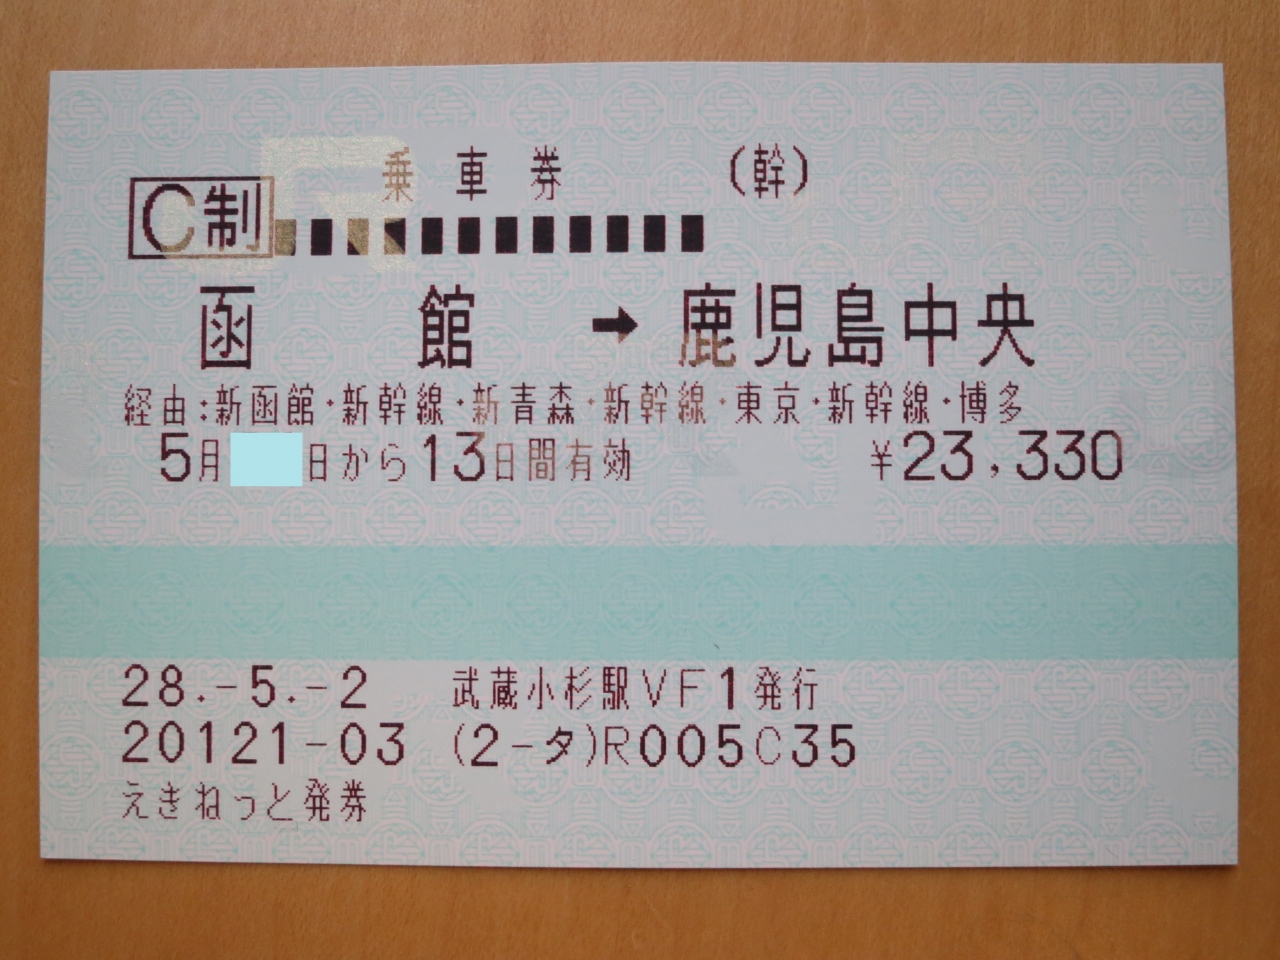 乗車券 (幹)
C制
函館 → 鹿児島中央
経由:新函館・新幹線・新青森・新幹線・東京・新幹線・博多
5月 日から13日間有効 ¥23,330
28.-5.-2 武蔵小杉駅VF1発行
20121-03 (2-タ)R005C35
えきねっと発券